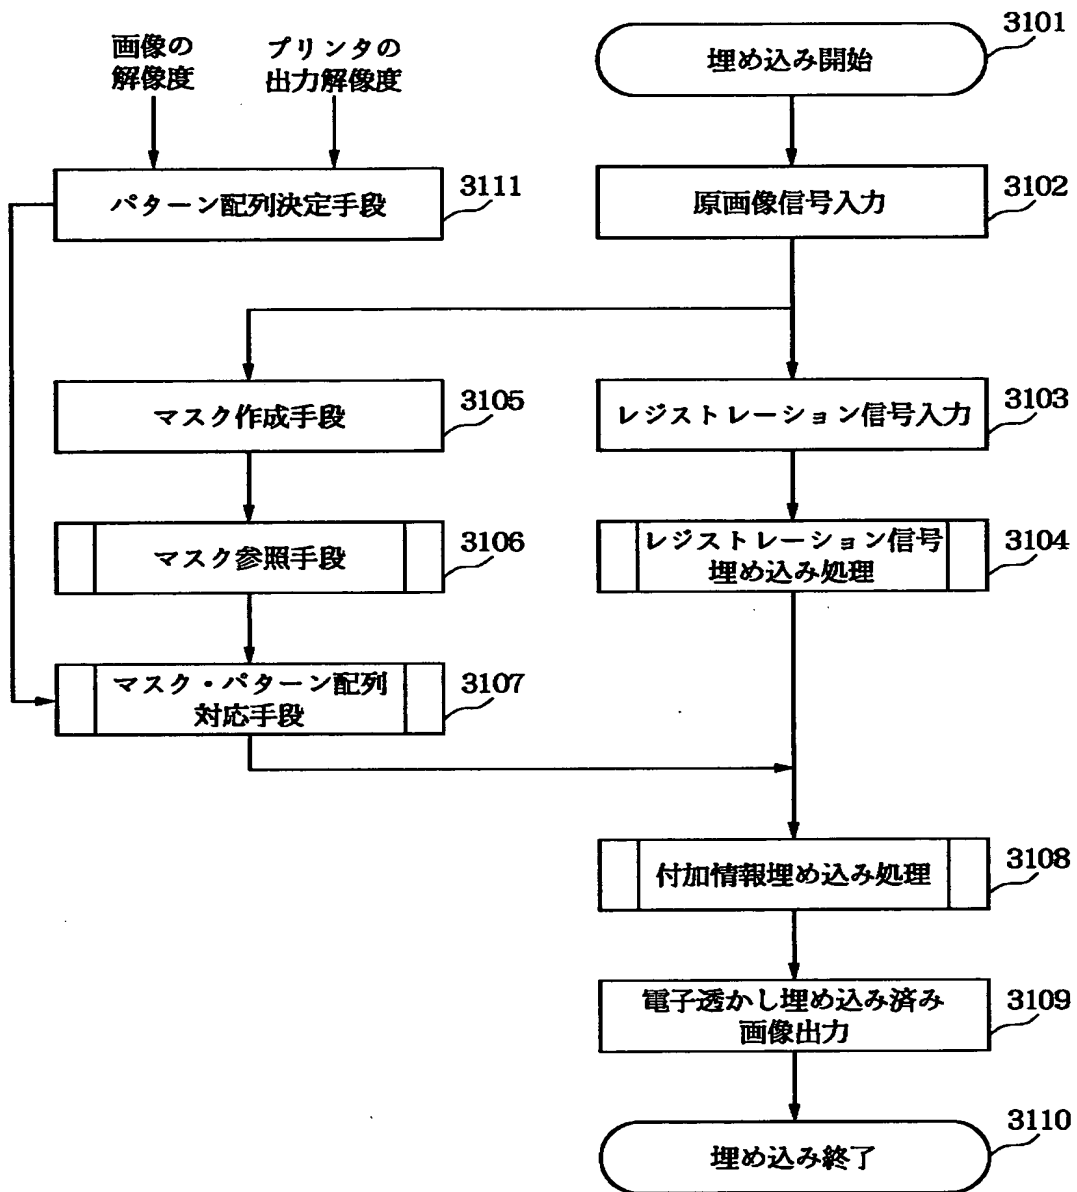 画像の
解像度
プリンタの
出力解像度
埋め込み開始
3101
パターン配列決定手段
3111
原画像信号入力
3102
マスク作成手段
3105
レジストレーション信号入力
3103
マスク参照手段
3106
レジストレーション信号
埋め込み処理
3104
マスク・パターン配列
対応手段
3107
付加情報埋め込み処理
3108
電子透かし埋め込み済み
画像出力
3109
埋め込み終了
3110